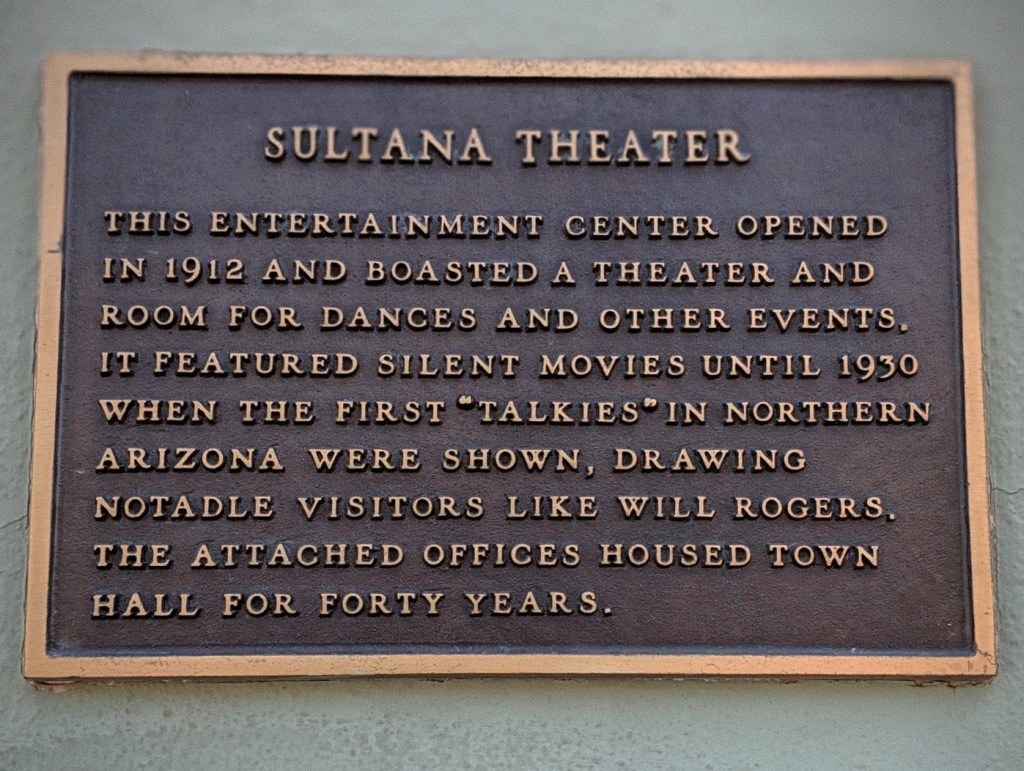 SULTANA THEATER
THIS ENTERTAINMENT CENTER OPENED
IN 1912 AND BOASTED A THEATER AND
ROOM FOR DANCES AND OTHER EVENTS.
IT FEATURED SILENT MOVIES UNTIL 1930
WHEN THE FIRST “TALKIES” IN NORTHERN
ARIZONA WERE SHOWN, DRAWING
NOTADLE VISITORS LIKE WILL ROGERS.
THE ATTACHED OFFICES HOUSED TOWN
HALL FOR FORTY YEARS.